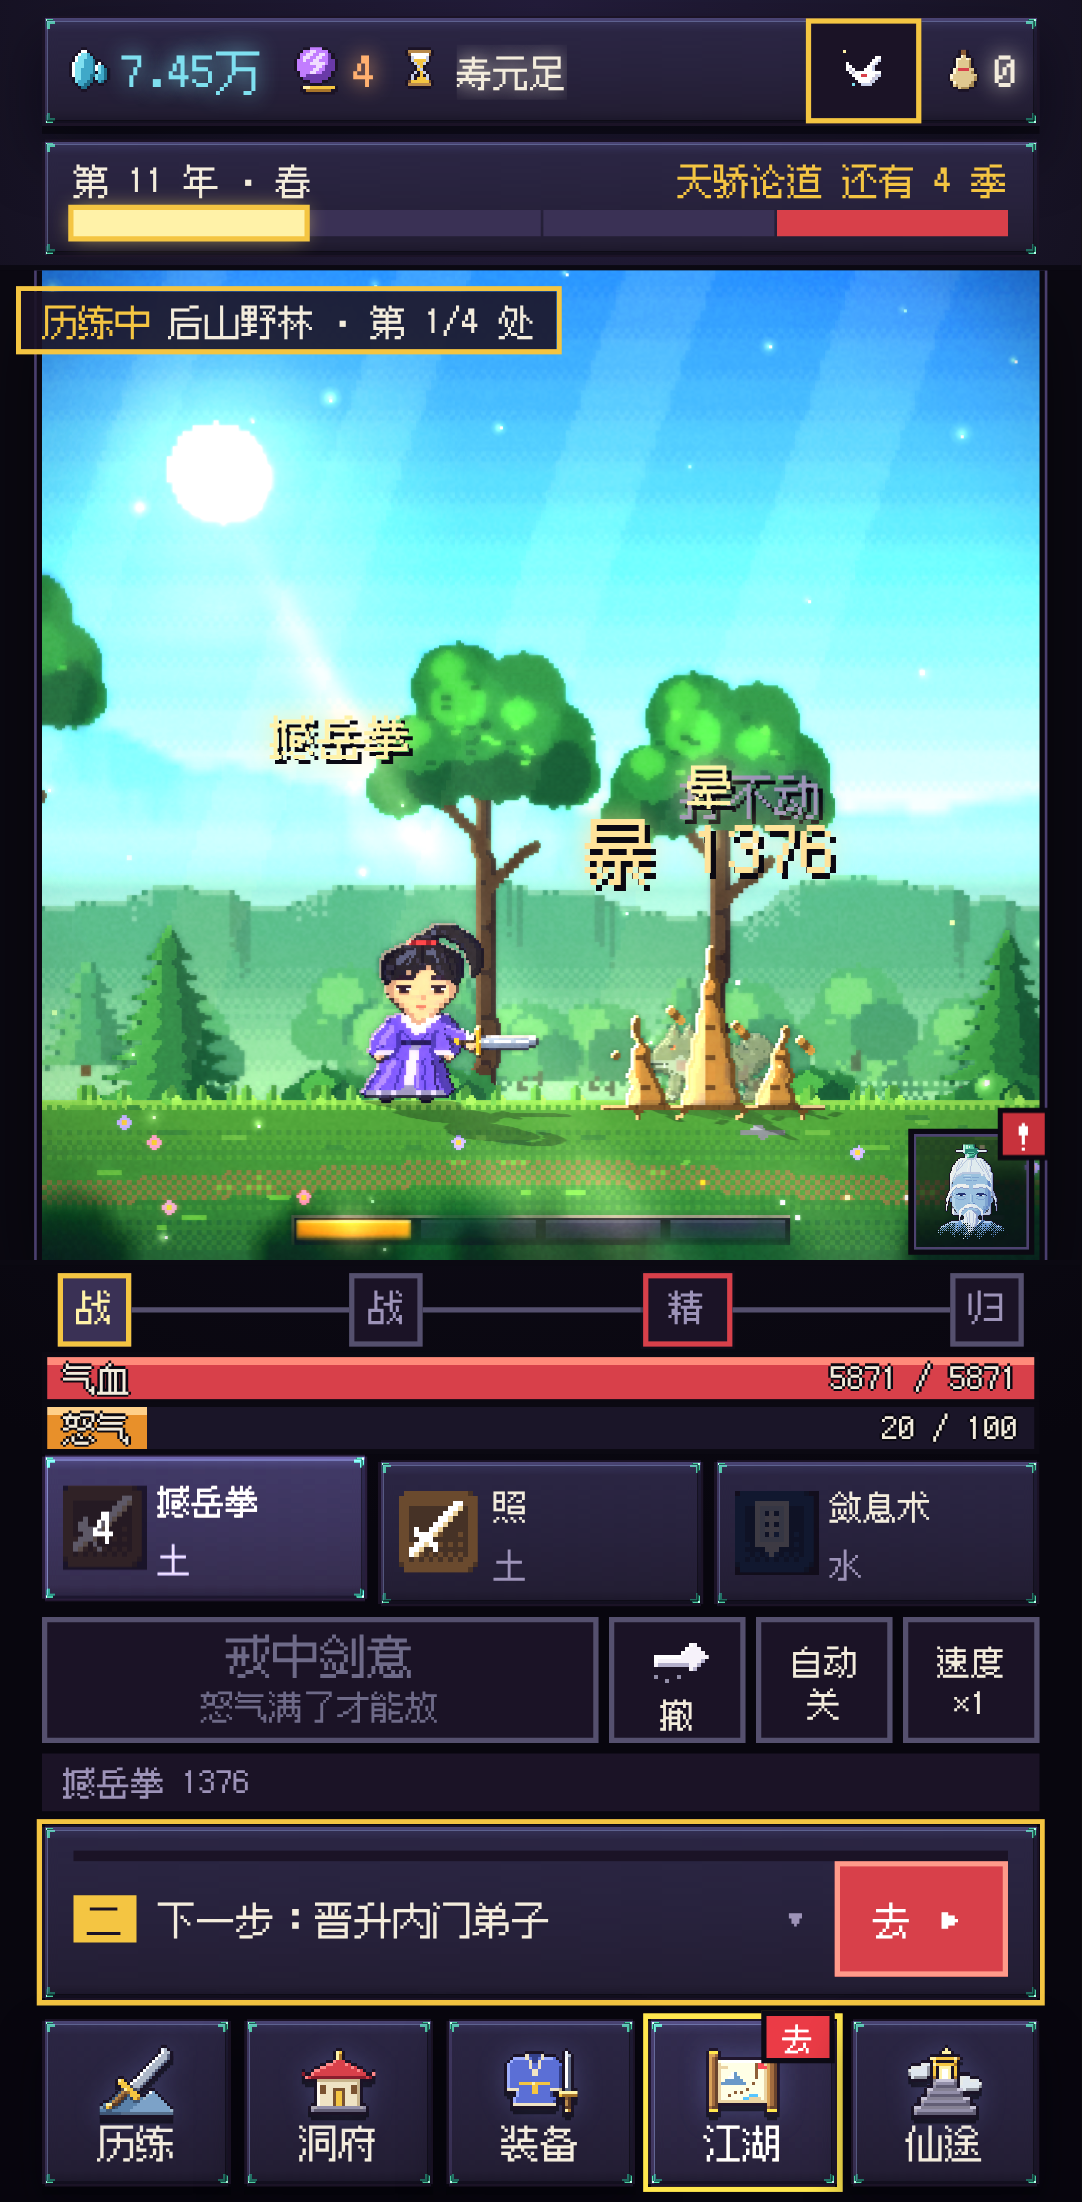 7.45万 4 寿元足 0
第 11 年 · 春 天骄论道 还有 4 季
历练中 后山野林 · 第 1/4 处
撼岳拳
暴
不动
暴 1376
战 战 精 归
气血 5871 / 5871
怒气 20 / 100
4 撼岳拳 土
照 土
敛息术 水
戒中剑意
怒气满了才能放
撤
自动
关
速度
×1
撼岳拳 1376
二 下一步：晋升内门弟子 去
去
历练 洞府 装备 江湖 仙途